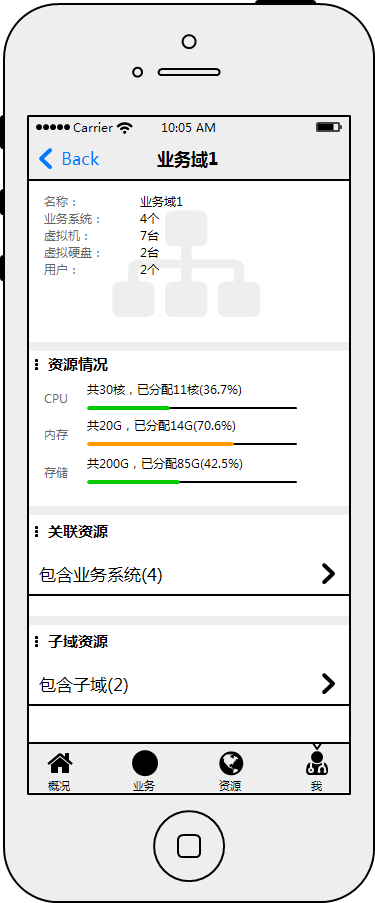 Carrier 10:05 AM
Back 业务域1
名称： 业务域1
业务系统： 4个
虚拟机： 7台
虚拟硬盘： 2台
用户： 2个
资源情况
CPU 共30核，已分配11核(36.7%)
内存 共20G，已分配14G(70.6%)
存储 共200G，已分配85G(42.5%)
关联资源
包含业务系统(4)
子域资源
包含子域(2)
概况 业务 资源 我